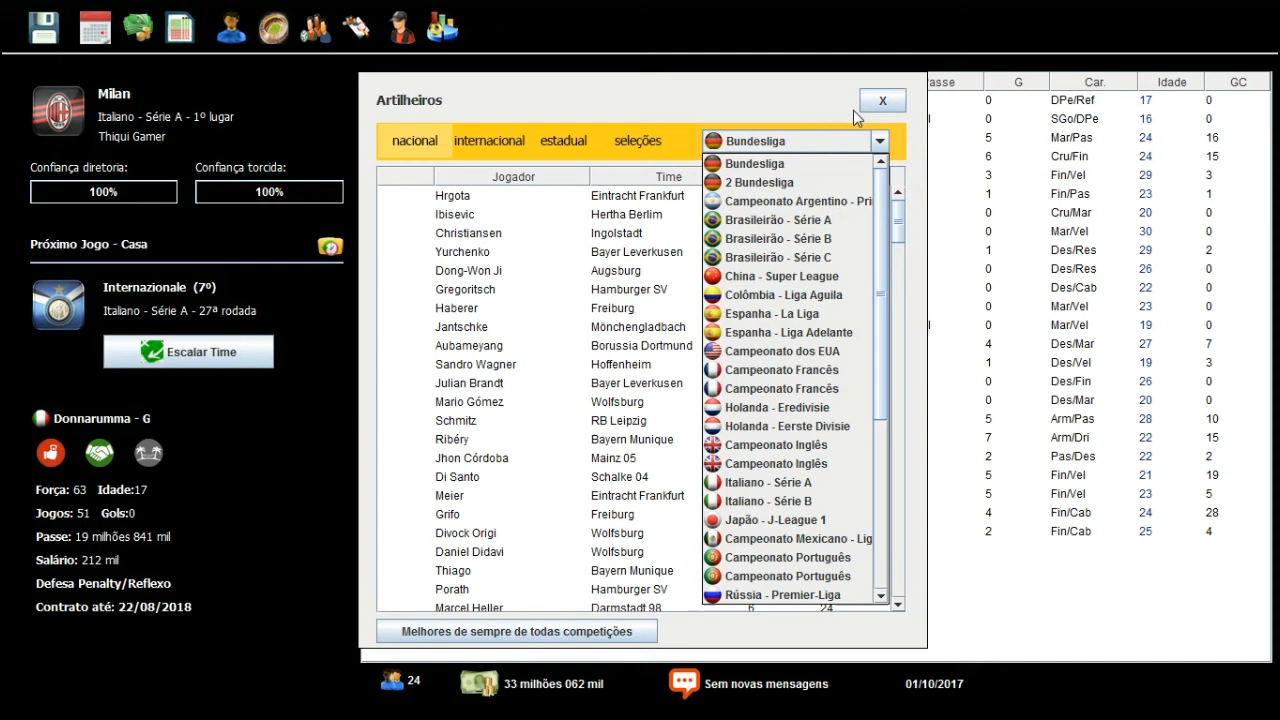 Milan
Italiano - Série A - 1º lugar
Thiqui Gamer
Confiança diretoria: Confiança torcida:
100% 100%
Próximo Jogo - Casa
Internazionale (7º)
Italiano - Série A - 27ª rodada
Escalar Time
Donnarumma - G
Força: 63 Idade:17
Jogos: 51 Gols:0
Passe: 19 milhões 841 mil
Salário: 212 mil
Defesa Penalty/Reflexo
Contrato até: 22/08/2018
Artilheiros
X
nacional internacional estadual seleções Bundesliga
Jogador Time
Hrgota Eintracht Frankfurt
Ibisevic Hertha Berlim
Christiansen Ingolstadt
Yurchenko Bayer Leverkusen
Dong-Won Ji Augsburg
Gregoritsch Hamburger SV
Haberer Freiburg
Jantschke Mönchengladbach
Aubameyang Borussia Dortmund
Sandro Wagner Hoffenheim
Julian Brandt Bayer Leverkusen
Mario Gómez Wolfsburg
Schmitz RB Leipzig
Ribéry Bayern Munique
Jhon Córdoba Mainz 05
Di Santo Schalke 04
Meier Eintracht Frankfurt
Grifo Freiburg
Divock Origi Wolfsburg
Daniel Didavi Wolfsburg
Thiago Bayern Munique
Porath Hamburger SV
Marcel Heller Darmstadt 98 6 24
Bundesliga
2 Bundesliga
Campeonato Argentino - Pri
Brasileirão - Série A
Brasileirão - Série B
Brasileirão - Série C
China - Super League
Colômbia - Liga Aguila
Espanha - La Liga
Espanha - Liga Adelante
Campeonato dos EUA
Campeonato Francês
Campeonato Francês
Holanda - Eredivisie
Holanda - Eerste Divisie
Campeonato Inglês
Campeonato Inglês
Italiano - Série A
Italiano - Série B
Japão - J-League 1
Campeonato Mexicano - Lig
Campeonato Português
Campeonato Português
Rússia - Premier-Liga
Melhores de sempre de todas competições
asse G Car. Idade GC
0 DPe/Ref 17 0
0 SGo/DPe 16 0
5 Mar/Pas 24 16
6 Cru/Fin 24 15
3 Fin/Vel 29 3
1 Fin/Pas 23 1
0 Cru/Mar 20 0
0 Mar/Vel 30 0
1 Des/Res 29 2
0 Des/Res 26 0
0 Des/Cab 22 0
0 Mar/Vel 23 0
0 Mar/Vel 19 0
4 Des/Mar 27 7
1 Des/Vel 19 3
0 Des/Fin 26 0
0 Des/Mar 20 0
5 Arm/Pas 28 10
7 Arm/Dri 22 15
2 Pas/Des 22 2
5 Fin/Vel 21 19
5 Fin/Vel 23 5
4 Fin/Cab 24 28
2 Fin/Cab 25 4
24 33 milhões 062 mil Sem novas mensagens 01/10/2017